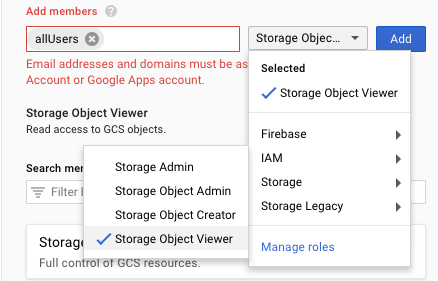 Add members
allUsers
Storage Objec...
Add
Email addresses and domains must be as
Account or Google Apps account.
Selected
Storage Object Viewer
Storage Object Viewer
Read access to GCS objects.
Firebase
IAM
Storage
Storage Legacy
Manage roles
Search me
Filter
Storage Admin
Storage Object Admin
Storage Object Creator
Storage Object Viewer
Storag
Full control of GCS resources.